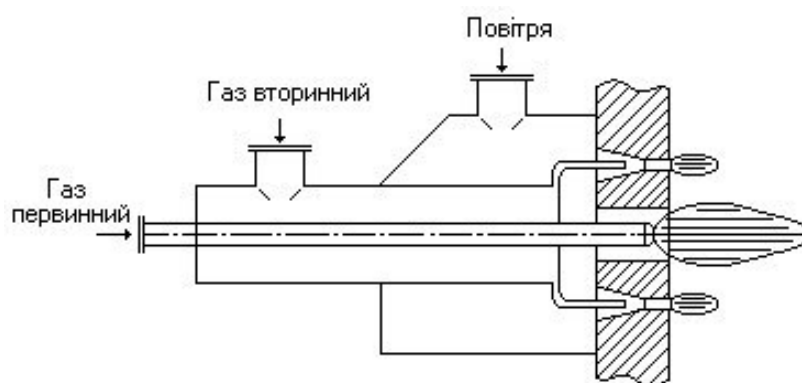 Повітря
Газ вторинний
Газ
первинний